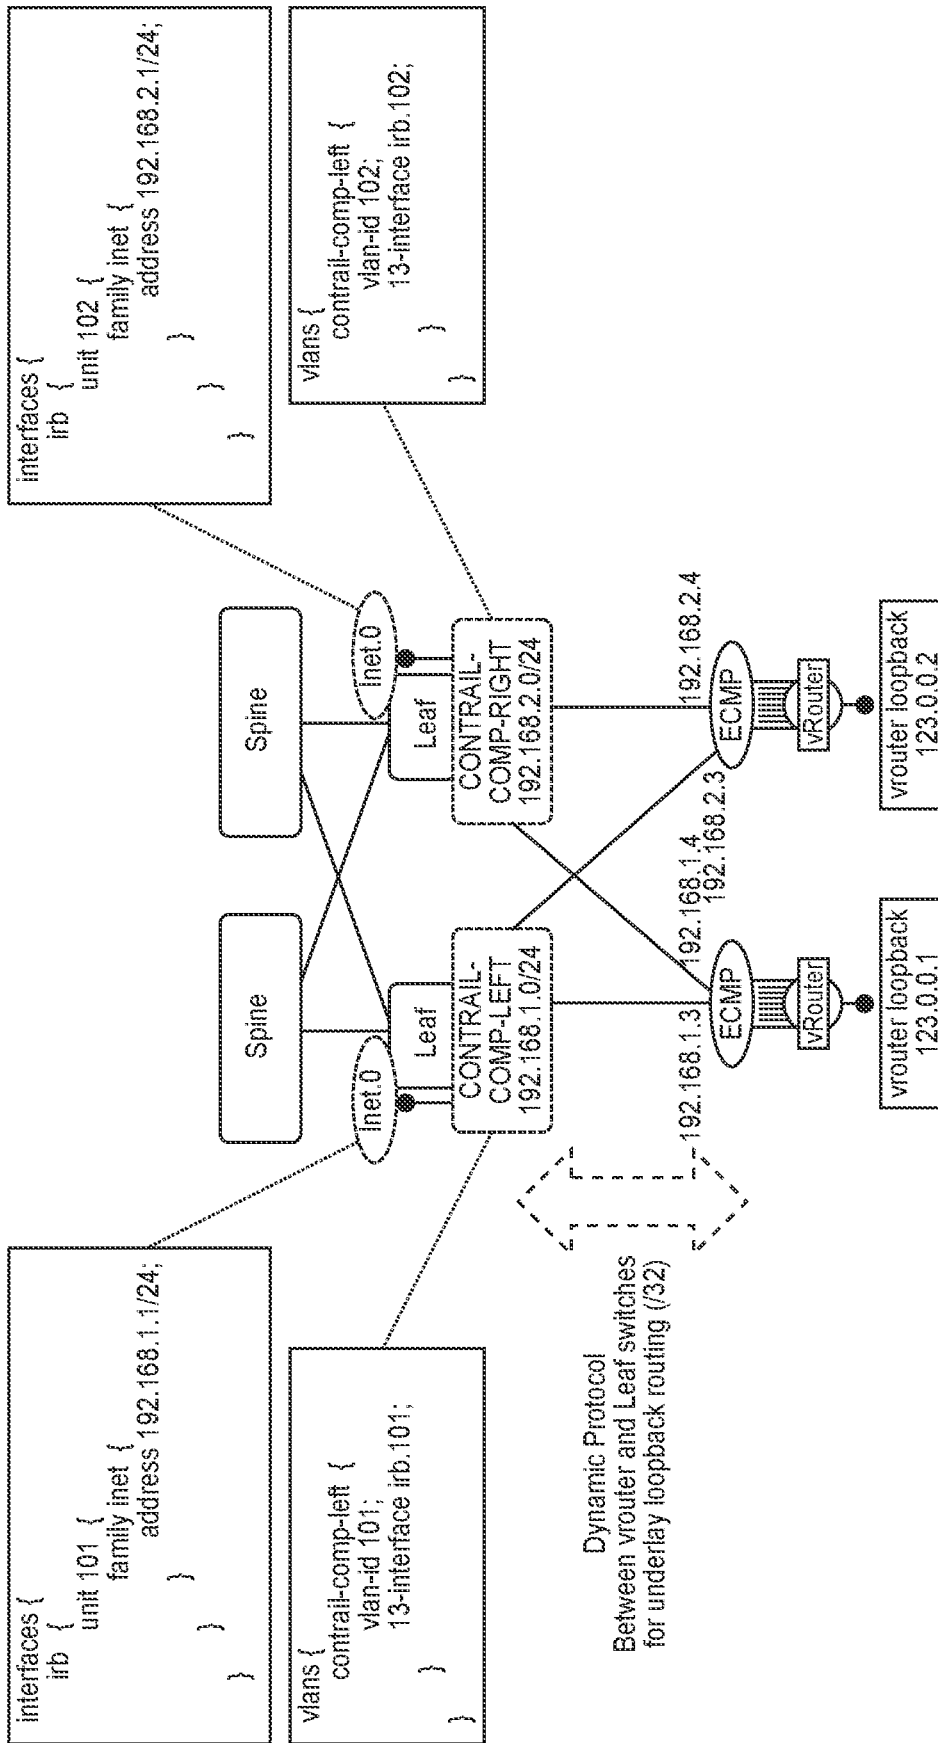 interfaces {
irb {
unit 101 {
family inet {
address 192.168.1.1/24;
}
}
}
vlans {
contrail-comp-left {
vlan-id 101;
13-interface irb.101;
}
}
Dynamic Protocol
Between vrouter and Leaf switches
for underlay loopback routing (/32)
Spine
Spine
Inet.0
Leaf
Leaf
Inet.0
CONTRAIL-
COMP-LEFT
192.168.1.0/24
CONTRAIL-
COMP-RIGHT
192.168.2.0/24
192.168.1.3
192.168.1.4
192.168.2.3
192.168.2.4
ECMP
ECMP
vRouter
vRouter
vrouter loopback
123.0.0.1
vrouter loopback
123.0.0.2
interfaces {
irb {
unit 102 {
family inet {
address 192.168.2.1/24;
}
}
}
vlans {
contrail-comp-left {
vlan-id 102;
13-interface irb.102;
}
}